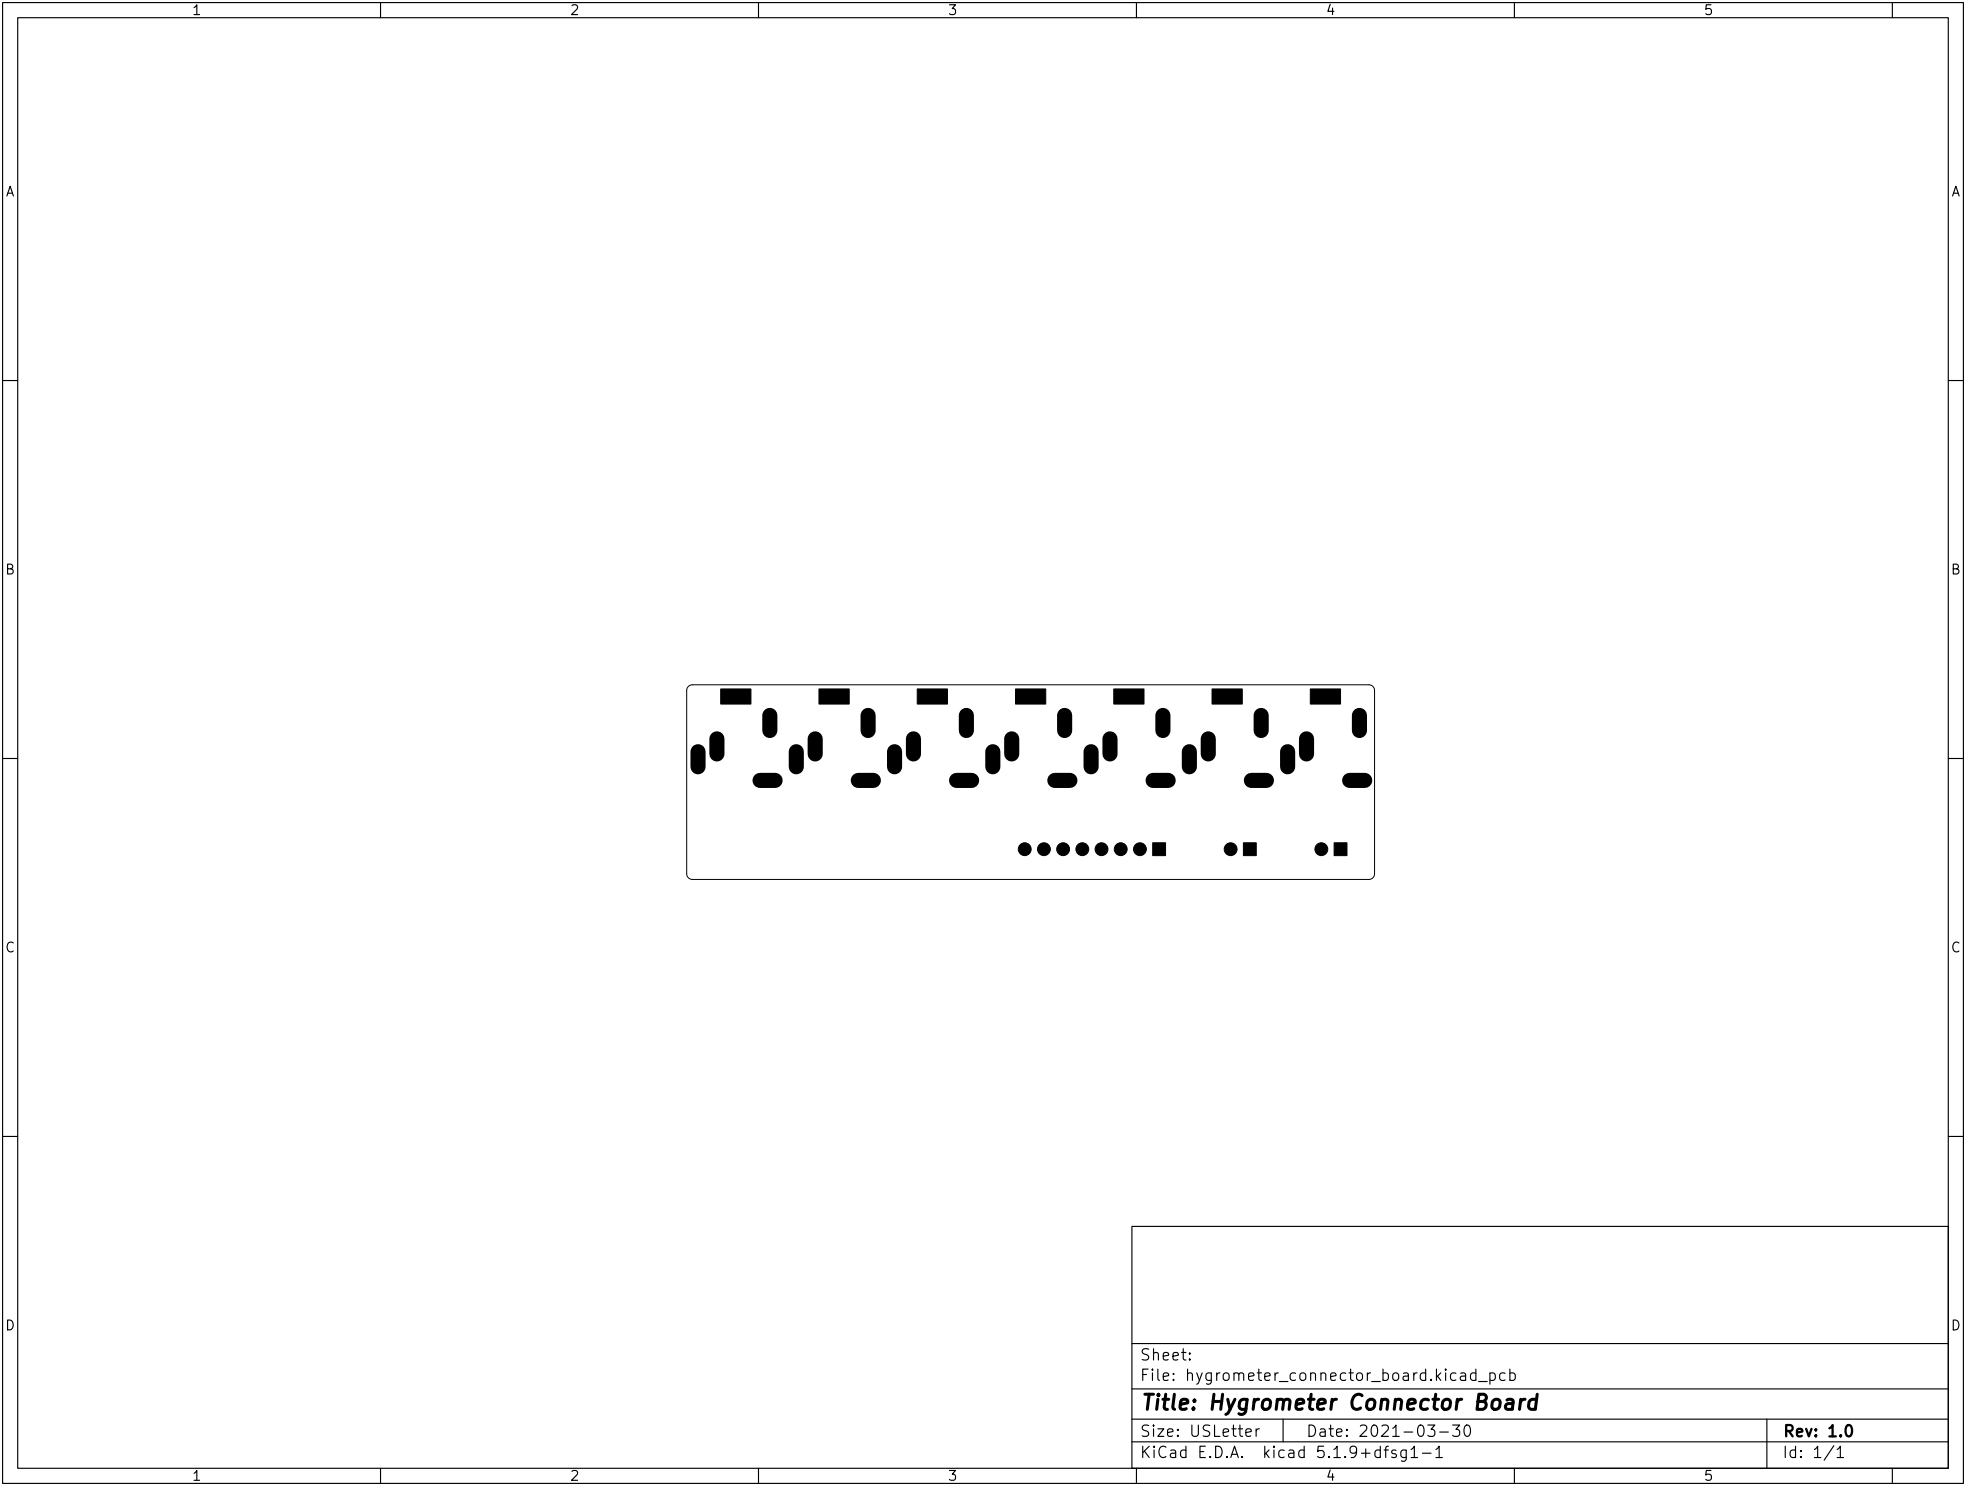 1 2 3 4 5
A A
B B
C C
D D
Sheet:
File: hygrometer_connector_board.kicad_pcb
Title: Hygrometer Connector Board
Size: USLetter Date: 2021-03-30 Rev: 1.0
KiCad E.D.A. kicad 5.1.9+dfsg1-1 Id: 1/1
1 2 3 4 5